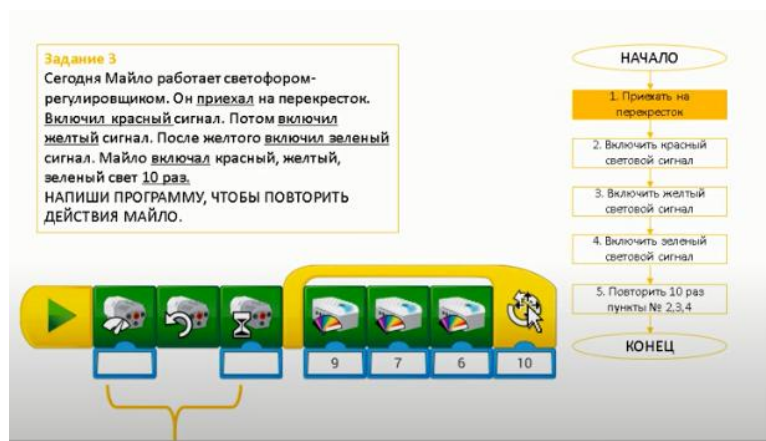 Задание 3
Сегодня Майло работает светофором-
регулировщиком. Он приехал на перекресток.
Включил красный сигнал. Потом включил
желтый сигнал. После желтого включил зеленый
сигнал. Майло включал красный, желтый,
зеленый свет 10 раз.
НАПИШИ ПРОГРАММУ, ЧТОБЫ ПОВТОРИТЬ
ДЕЙСТВИЯ МАЙЛО.
НАЧАЛО
1. Приехать на
перекресток
2. Включить красный
световой сигнал
3. Включить желтый
световой сигнал
4. Включить зеленый
световой сигнал
5. Повторить 10 раз
пункты № 2,3,4
КОНЕЦ
9 7 6 10